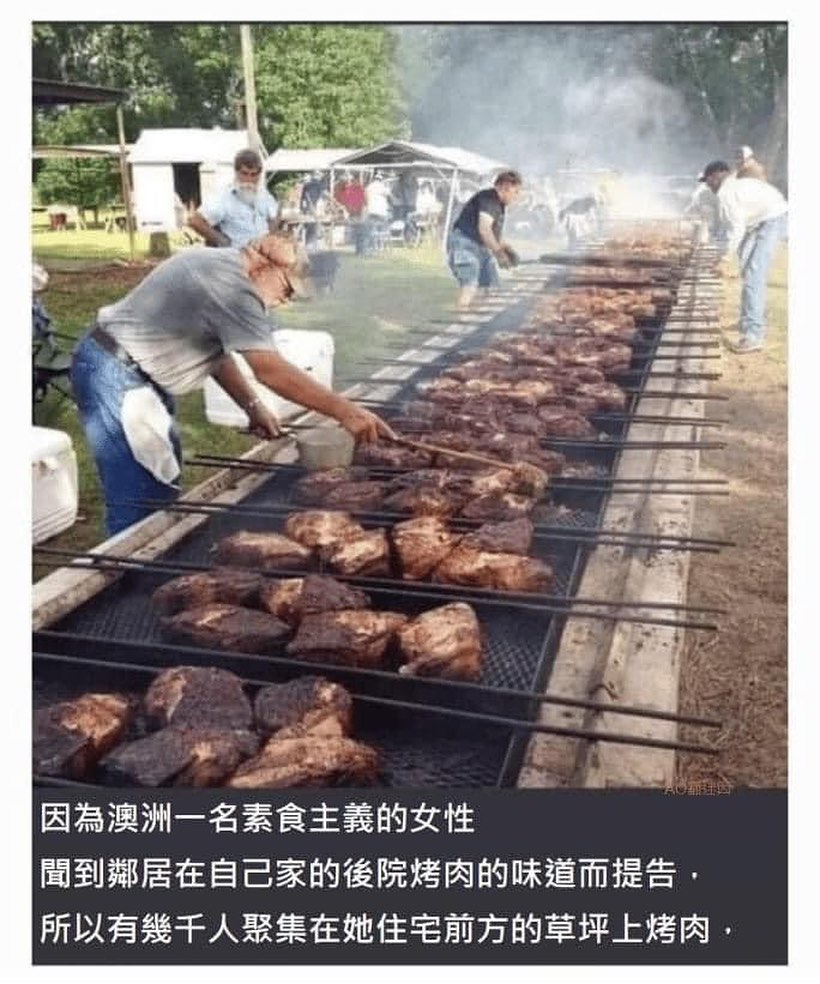 因為澳洲一名素食主義的女性
聞到鄰居在自己家的後院烤肉的味道而提告，
所以有幾千人聚集在她住宅前方的草坪上烤肉，